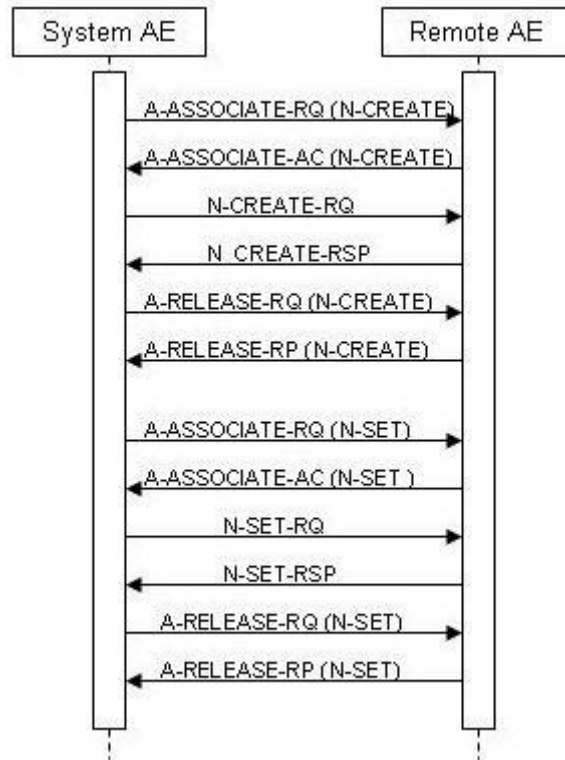 System AE
Remote AE
A-ASSOCIATE-RQ (N-CREATE)
A-ASSOCIATE-AC (N-CREATE)
N-CREATE-RQ
N CREATE-RSP
A-RELEASE-RQ (N-CREATE)
A-RELEASE-RP (N-CREATE)
A-ASSOCIATE-RQ (N-SET)
A-ASSOCIATE-AC (N-SET )
N-SET-RQ
N-SET-RSP
A-RELEASE-RQ (N-SET)
A-RELEASE-RP (N-SET)